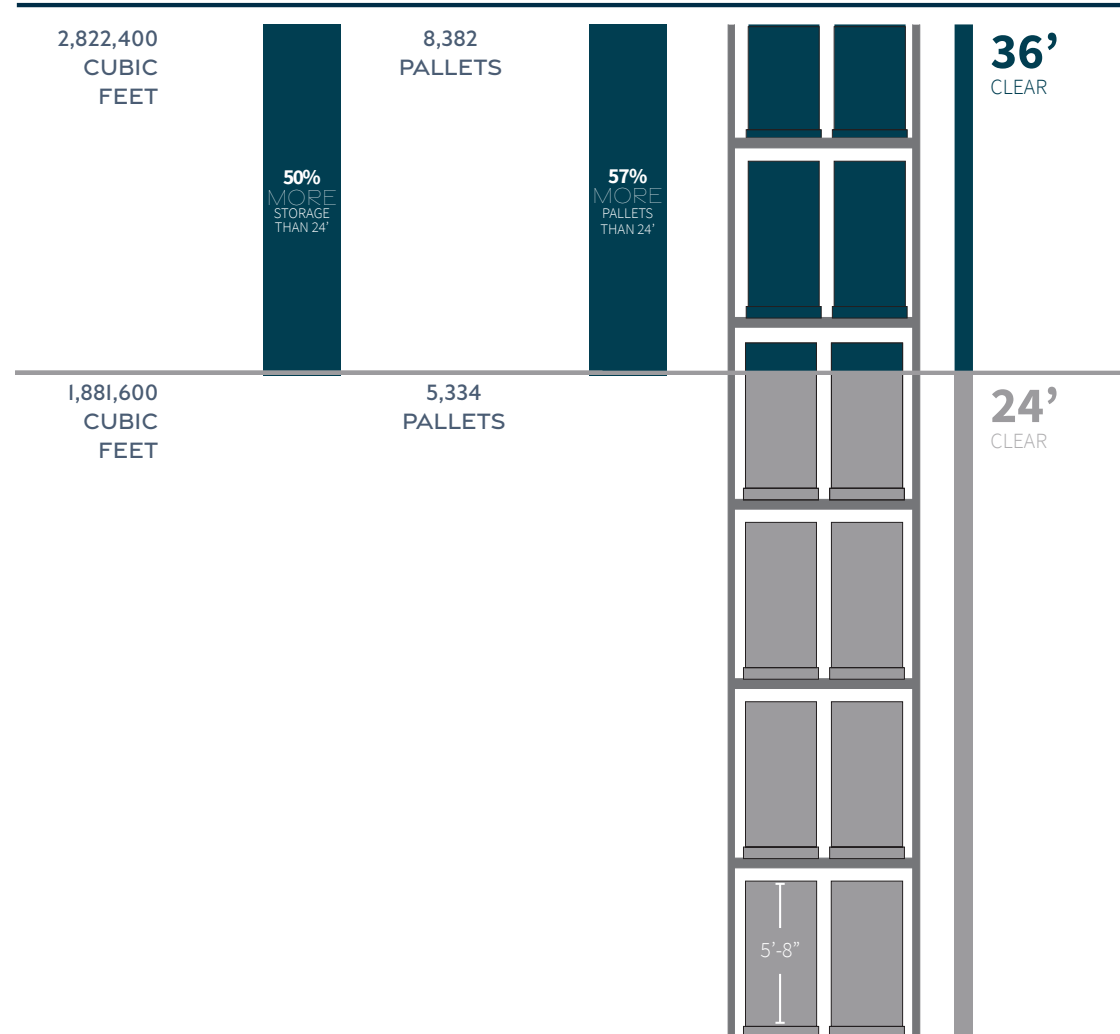 2,822,400
CUBIC
FEET
50%
MORE
STORAGE
THAN 24’
8,382
PALLETS
57%
MORE
PALLETS
THAN 24’
36’
CLEAR
1,881,600
CUBIC
FEET
5,334
PALLETS
24’
CLEAR
5’-8”